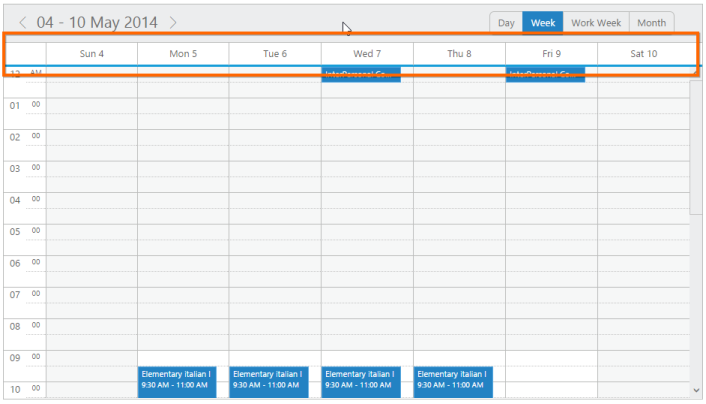 04 - 10 May 2014
Day Week Work Week Month
Sun 4 Mon 5 Tue 6 Wed 7 Thu 8 Fri 9 Sat 10
12 AM InterPersonal Co... InterPersonal Co...
01 00
02 00
03 00
04 00
05 00
06 00
07 00
08 00
09 00
Elementary Italian I Elementary Italian I Elementary Italian I Elementary Italian I
9:30 AM - 11:00 AM 9:30 AM - 11:00 AM 9:30 AM - 11:00 AM 9:30 AM - 11:00 AM
10 00